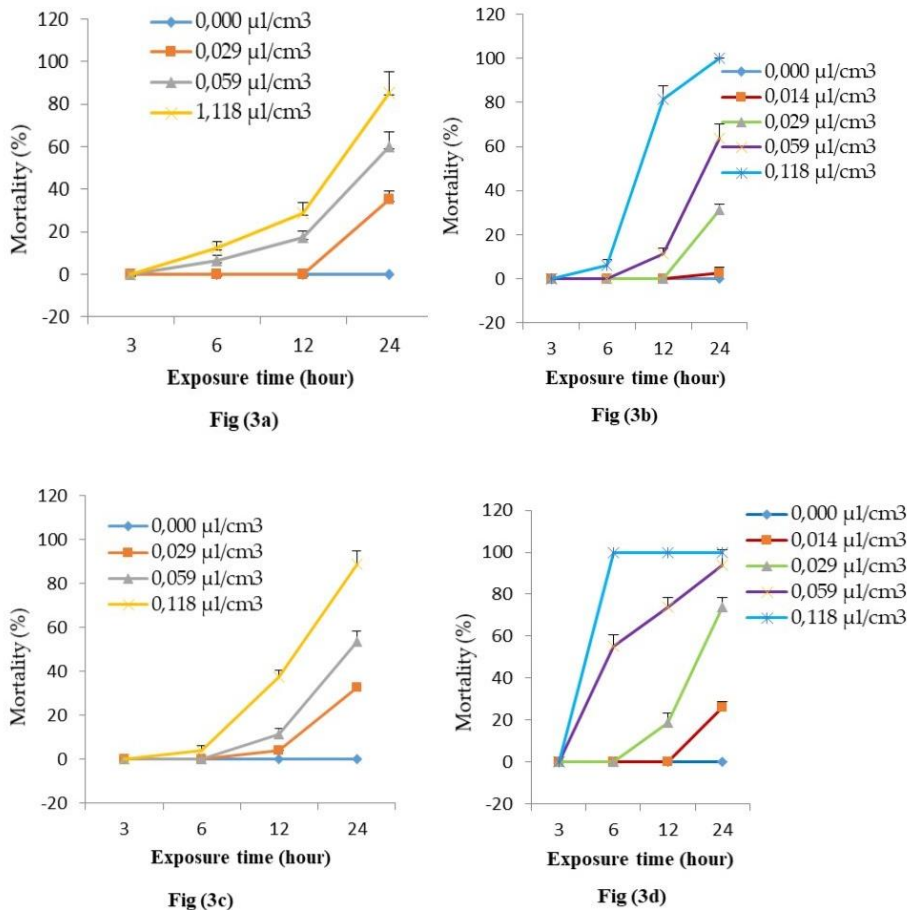 120
100
80
60
40
20
0
-20
Mortality (%)
0,000 µl/cm3
0,029 µl/cm3
0,059 µl/cm3
1,118 µl/cm3
3 6 12 24
Exposure time (hour)
Fig (3a)
120
100
80
60
40
20
0
-20
Mortality (%)
0,000 µl/cm3
0,014 µl/cm3
0,029 µl/cm3
0,059 µl/cm3
0,118 µl/cm3
3 6 12 24
Exposure time (hour)
Fig (3b)
120
100
80
60
40
20
0
-20
Mortality (%)
0,000 µl/cm3
0,029 µl/cm3
0,059 µl/cm3
0,118 µl/cm3
3 6 12 24
Exposure time (hour)
Fig (3c)
120
100
80
60
40
20
0
-20
Mortality (%)
0,000 µl/cm3
0,014 µl/cm3
0,029 µl/cm3
0,059 µl/cm3
0,118 µl/cm3
3 6 12 24
Exposure time (hour)
Fig (3d)